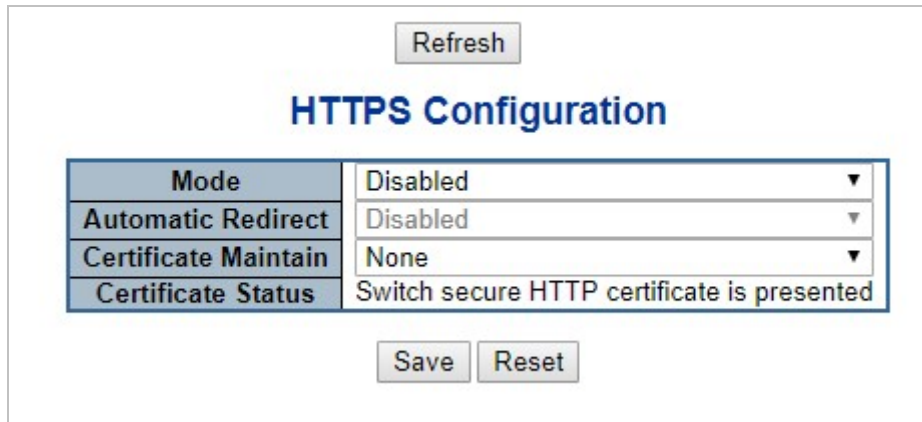 Refresh
HTTPS Configuration
Mode Disabled
Automatic Redirect Disabled
Certificate Maintain None
Certificate Status Switch secure HTTP certificate is presented
Save Reset